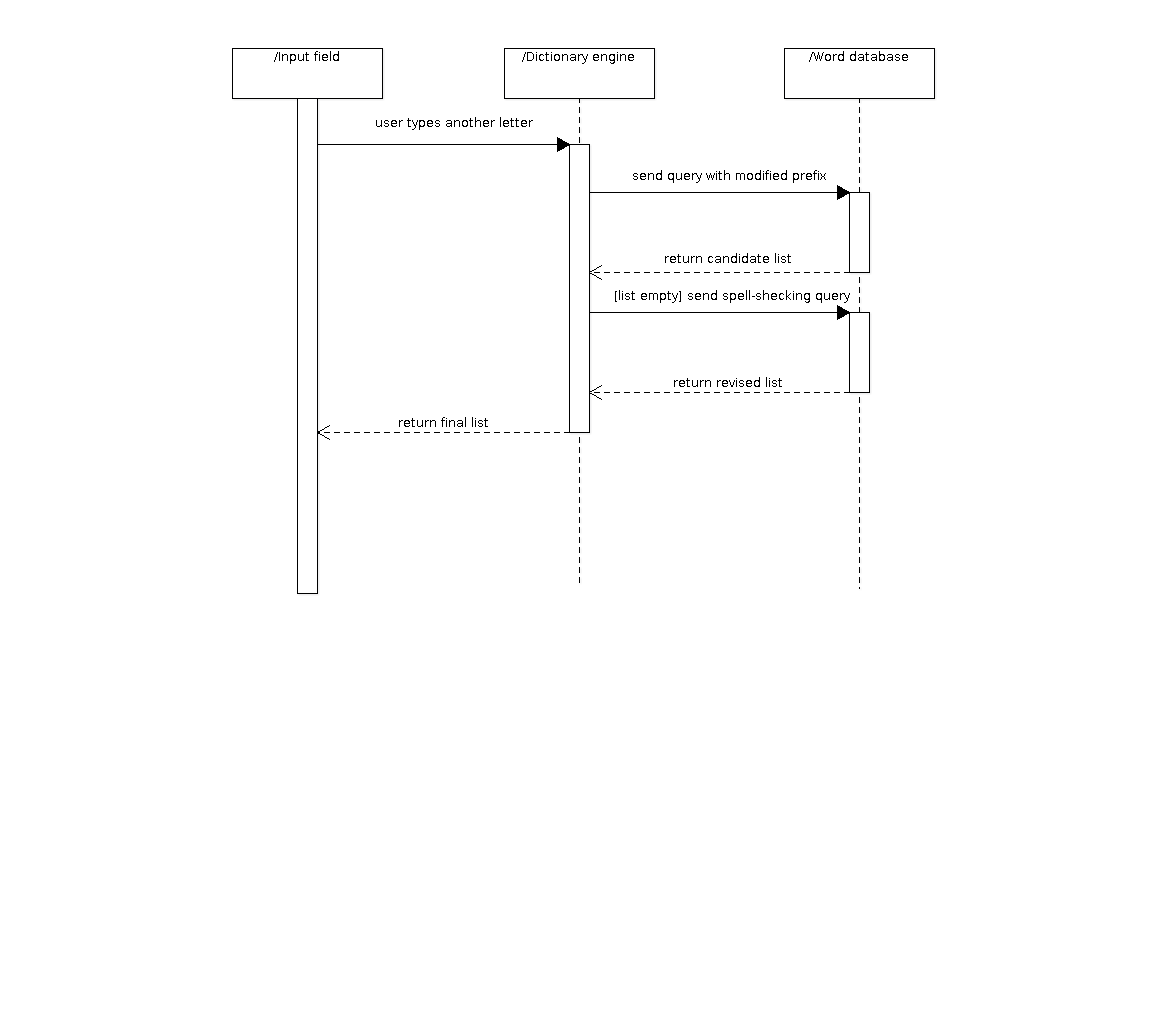 /Input field
/Dictionary engine
/Word database
user types another letter
send query with modified prefix
return candidate list
[list empty] send spell-shecking query
return revised list
return final list